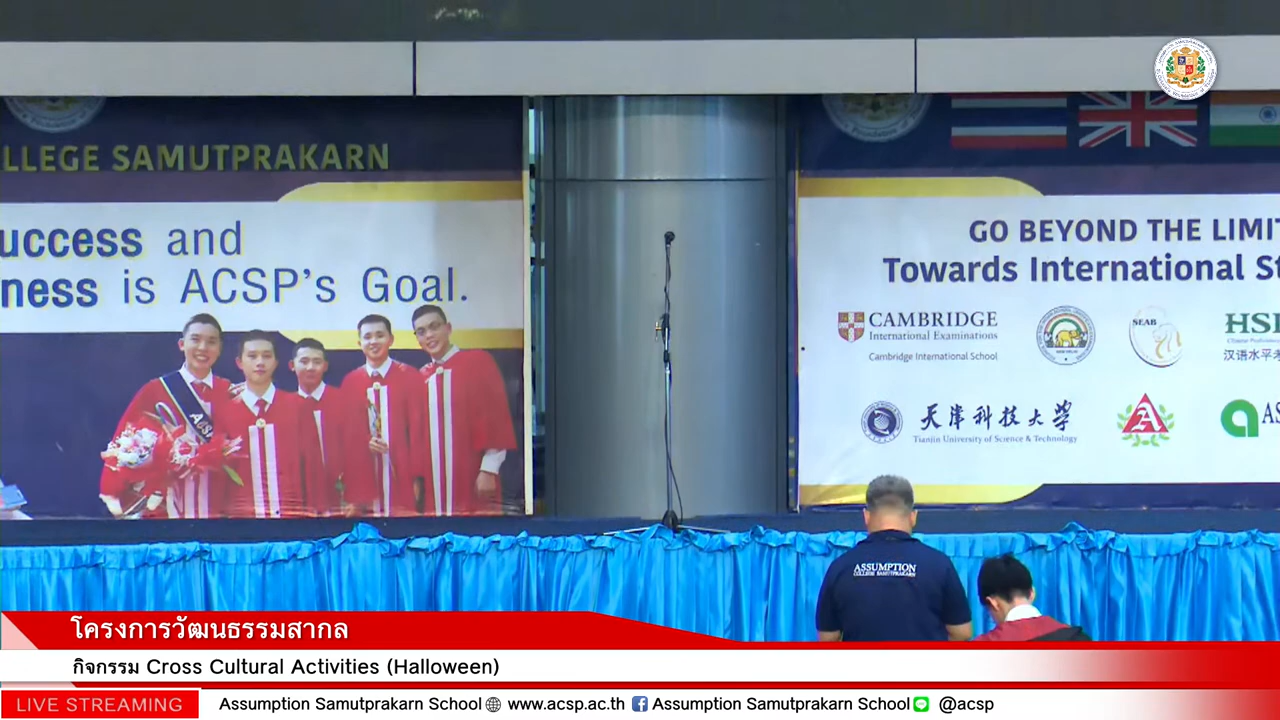 LLEGE SAMUTPRAKARN
uccess and
ness is ACSP's Goal.
ACSP
GO BEYOND THE LIMIT
Towards International St
CAMBRIDGE
International Examinations
Cambridge International School
SEAB
HSK
汉语水平考
天津科技大学
Tianjin University of Science & Technology
A
AS
ASSUMPTION
COLLEGE SAMUTPRAKARN
โครงการวัฒนธรรมสากล
กิจกรรม Cross Cultural Activities (Halloween)
LIVE STREAMING
Assumption Samutprakarn School www.acsp.ac.th Assumption Samutprakarn School @acsp